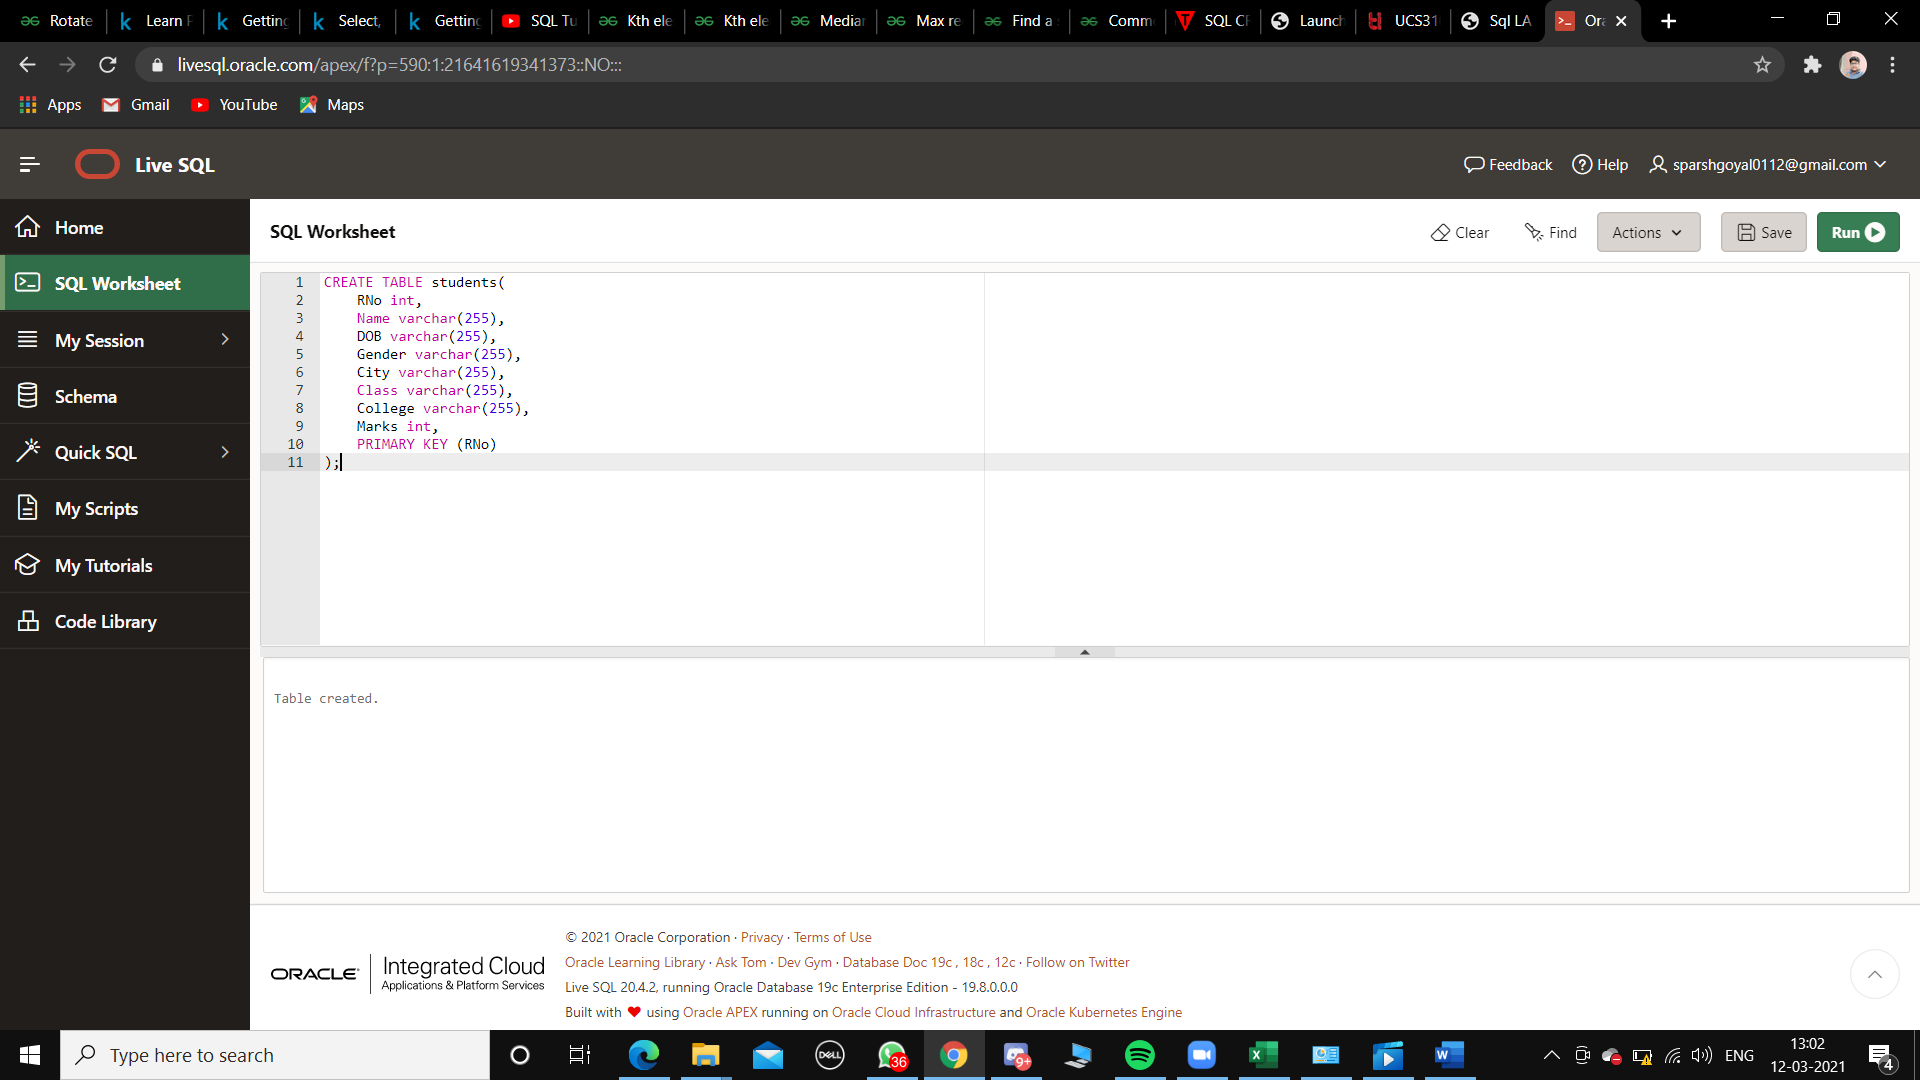 Rotate
Learn
Getting
Select,
Getting
SQL Tu
Kth ele
Kth ele
Median
Max re
Find a
Comm
SQL
Launch
UCS31
Sql LA
Ora
livesql.oracle.com/apex/f?p=590:1:21641619341373::NO:::
Apps
Gmail
YouTube
Maps
Live SQL
Feedback
Help
sparshgoyal0112@gmail.com
Home
SQL Worksheet
My Session
Schema
Quick SQL
My Scripts
My Tutorials
Code Library
SQL Worksheet
Clear
Find
Actions
Save
Run
1 CREATE TABLE students(
2 RNo int,
3 Name varchar(255),
4 DOB varchar(255),
5 Gender varchar(255),
6 City varchar(255),
7 Class varchar(255),
8 College varchar(255),
9 Marks int,
10 PRIMARY KEY (RNo)
11 );
Table created.
ORACLE
Integrated Cloud
Applications & Platform Services
© 2021 Oracle Corporation · Privacy · Terms of Use
Oracle Learning Library · Ask Tom · Dev Gym · Database Doc 19c , 18c , 12c · Follow on Twitter
Live SQL 20.4.2, running Oracle Database 19c Enterprise Edition - 19.8.0.0.0
Built with ❤ using Oracle APEX running on Oracle Cloud Infrastructure and Oracle Kubernetes Engine
Type here to search
DELL
36
9+
ENG
13:02
12-03-2021
4